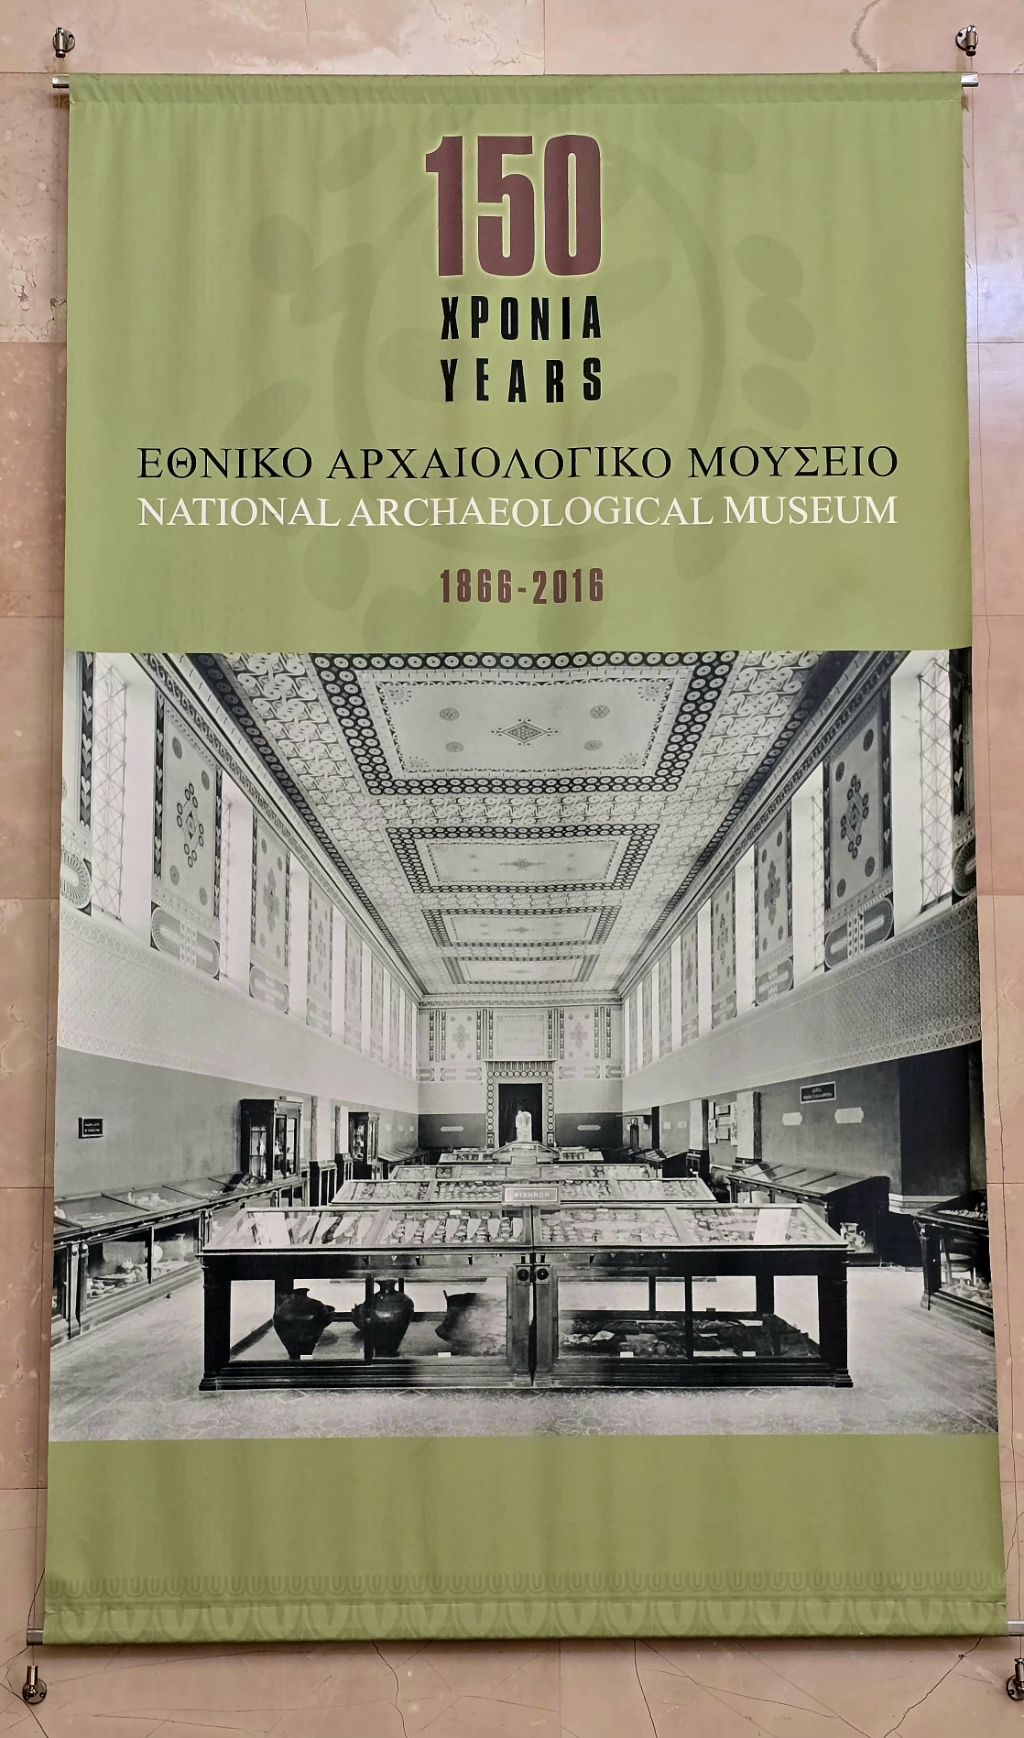 150
ΧΡΟΝΙΑ
YEARS
ΕΘΝΙΚΟ ΑΡΧΑΙΟΛΟΓΙΚΟ ΜΟΥΣΕΙΟ
NATIONAL ARCHAEOLOGICAL MUSEUM
1866-2016